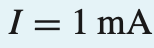 I = 1 mA